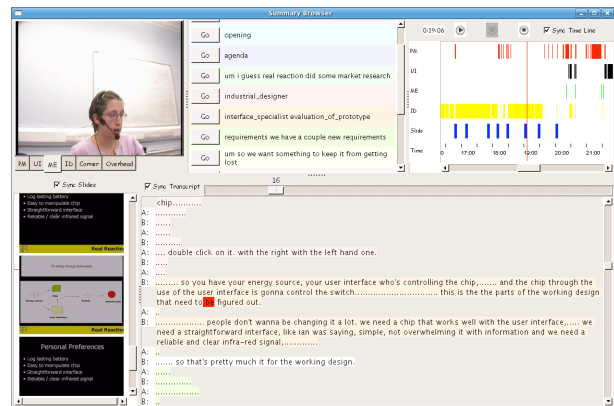 Summary Browser
Go opening
Go agenda
Go um i guess real reaction did some market research
Go industrial_designer
Go interface_specialist evaluation_of_prototype
Go requirements we have a couple new requirements
Go um so we want something to keep it from getting
lost
PM UI ME ID Corner Overhead
0:19:06
Sync Time Line
PM
UI
ME
ID
Slide
Time 0 17:00 18:00 19:00 20:00 21:00
Sync Slides
Sync Transcript
16
• Log lasting battery
• Easy to manipulate chip
• Straightforward interface
• Reliable / clear infrared signal
Real Reaction
Working Design Schematic
Real Reaction
Personal Preferences
• Log lasting battery
• Easy to manipulate chip
• Straightforward interface
• Reliable / clear infrared signal
chip...........
A: ............
B: ......
A: ......
B: ..........
A: .... double click on it. with the right with the left hand one.
B: .....
A: ....
B: ......... so you have your energy source, your user interface who's controlling the chip,....... and the chip through the
use of the user interface is gonna control the switch............................ this is the the parts of the working design
that need to be figured out.
A: ..
B: ................... people don't wanna be changing it a lot. we need a chip that works well with the user interface,..... we
need a straightforward interface, like ian was saying, simple, not overwhelming it with information and we need a
reliable and clear infra-red signal,.............
A: ..
B: ....... so that's pretty much it for the working design.
A: ....
B: ...........
A: ...............
B: ..